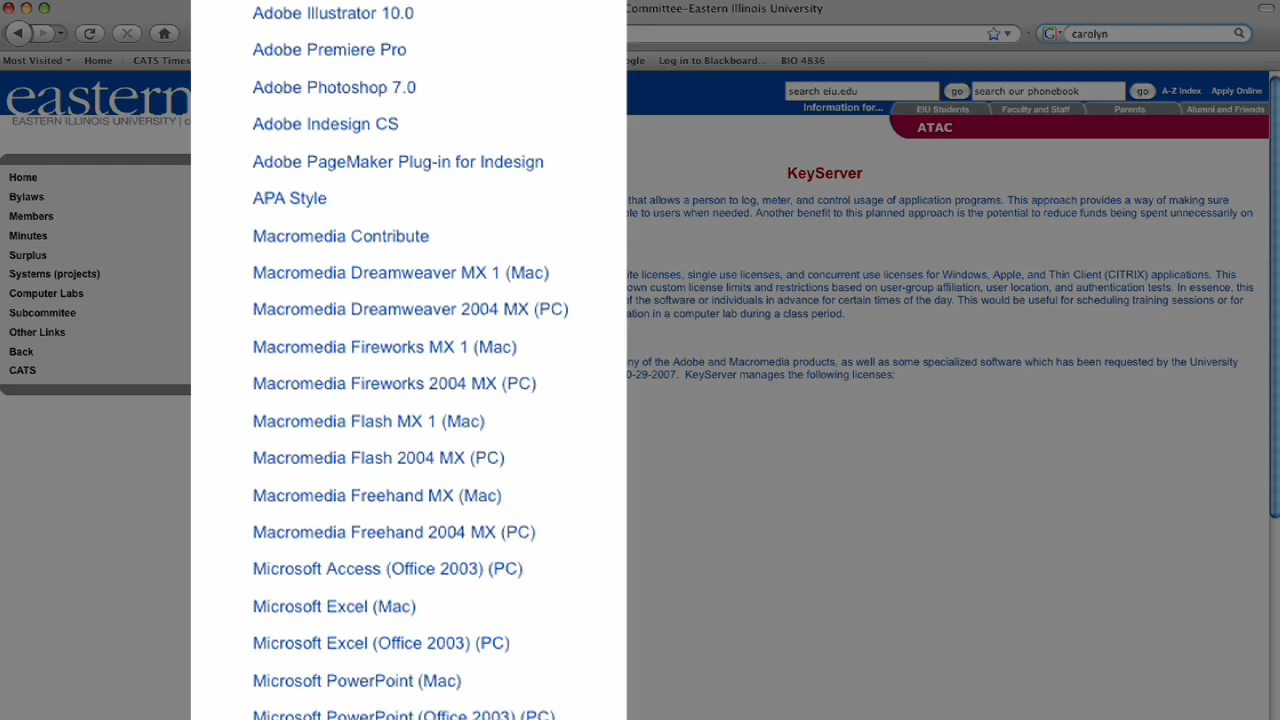 Committee-Eastern Illinois University
carolyn
Most Visited
Home
CATS Times
gle
Log in to Blackboard...
BIO 4836
eastern
EASTERN ILLINOIS UNIVERSITY
search eiu.edu
go
search our phonebook
go
A-Z Index
Apply Online
Information for...
EIU Students
Faculty and Staff
Parents
Alumni and Friends
ATAC
Home
Bylaws
Members
Minutes
Surplus
Systems (projects)
Computer Labs
Subcommitee
Other Links
Back
CATS
Adobe Illustrator 10.0
Adobe Premiere Pro
Adobe Photoshop 7.0
Adobe Indesign CS
Adobe PageMaker Plug-in for Indesign
APA Style
Macromedia Contribute
Macromedia Dreamweaver MX 1 (Mac)
Macromedia Dreamweaver 2004 MX (PC)
Macromedia Fireworks MX 1 (Mac)
Macromedia Fireworks 2004 MX (PC)
Macromedia Flash MX 1 (Mac)
Macromedia Flash 2004 MX (PC)
Macromedia Freehand MX (Mac)
Macromedia Freehand 2004 MX (PC)
Microsoft Access (Office 2003) (PC)
Microsoft Excel (Mac)
Microsoft Excel (Office 2003) (PC)
Microsoft PowerPoint (Mac)
Microsoft PowerPoint (Office 2003) (PC)
KeyServer
that allows a person to log, meter, and control usage of application programs. This approach provides a way of making sure
le to users when needed. Another benefit to this planned approach is the potential to reduce funds being spent unnecessarily on
ite licenses, single use licenses, and concurrent use licenses for Windows, Apple, and Thin Client (CITRIX) applications. This
own custom license limits and restrictions based on user-group affiliation, user location, and authentication tests. In essence, this
of the software or individuals in advance for certain times of the day. This would be useful for scheduling training sessions or for
ation in a computer lab during a class period.
ny of the Adobe and Macromedia products, as well as some specialized software which has been requested by the University
0-29-2007. KeyServer manages the following licenses: